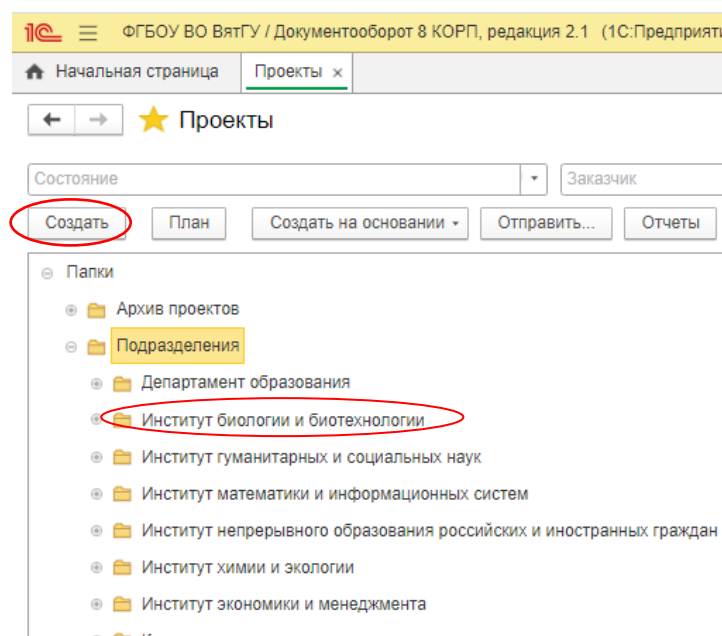 1С ФГБОУ ВО ВятГУ / Документооборот 8 КОРП, редакция 2.1 (1С:Предприяти
Начальная страница Проекты ×
Проекты
Состояние Заказчик
Создать План Создать на основании Отправить... Отчеты
Папки
Архив проектов
Подразделения
Департамент образования
Институт биологии и биотехнологии
Институт гуманитарных и социальных наук
Институт математики и информационных систем
Институт непрерывного образования российских и иностранных граждан
Институт химии и экологии
Институт экономики и менеджмента